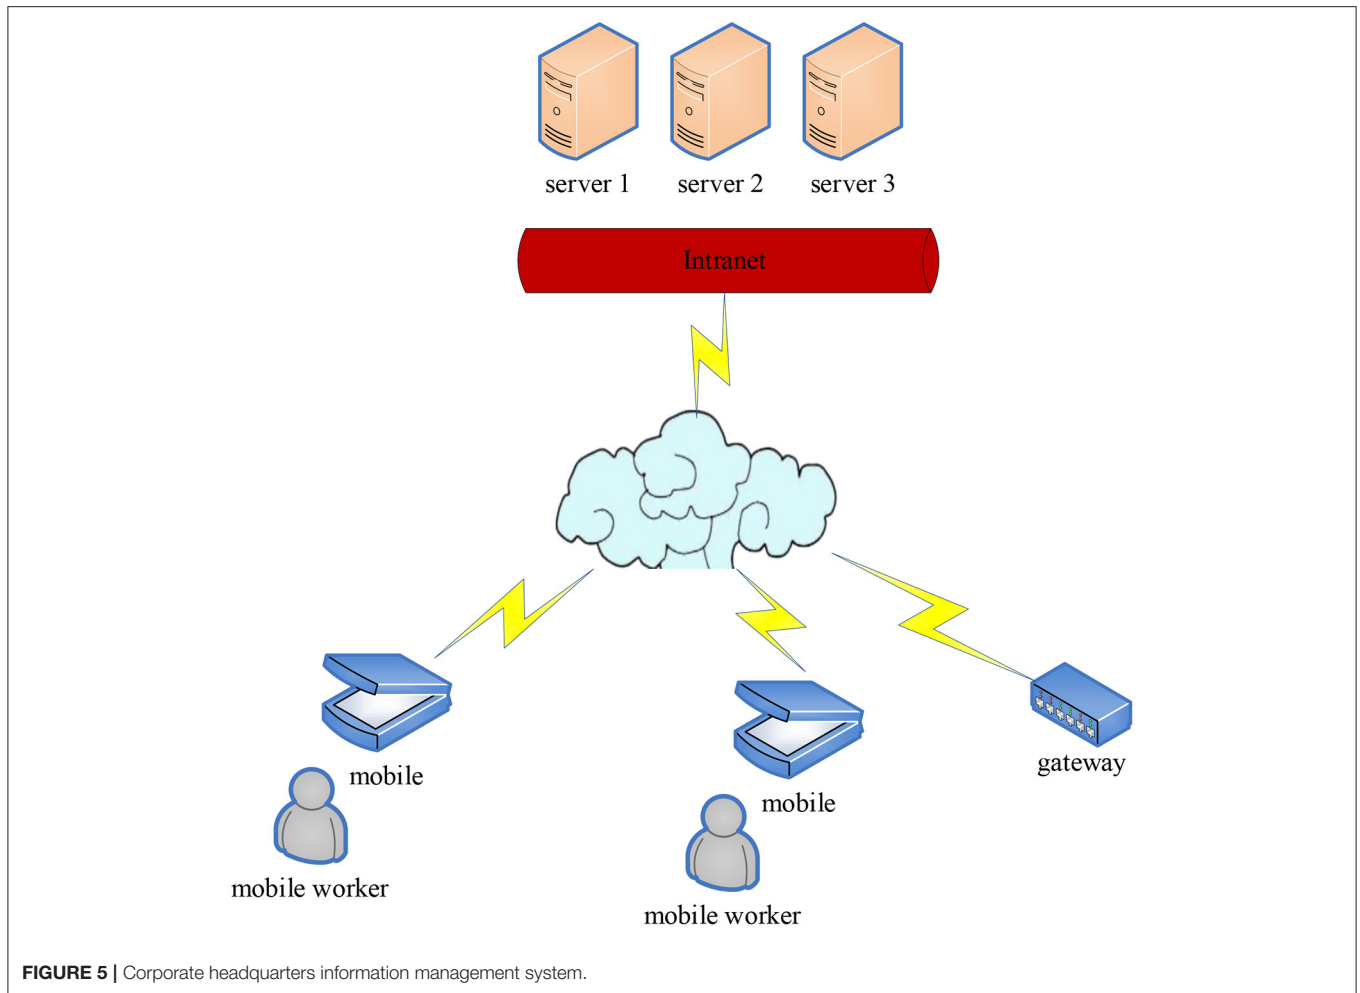 server 1 server 2 server 3
Intranet
mobile
gateway
mobile
mobile worker
mobile worker
FIGURE 5 | Corporate headquarters information management system.